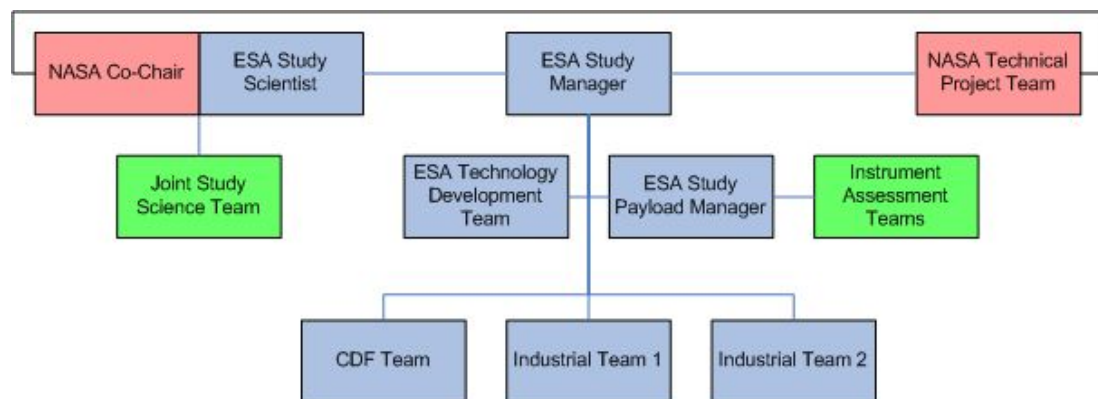 NASA Co-Chair
ESA Study
Scientist
ESA Study
Manager
NASA Technical
Project Team
Joint Study
Science Team
ESA Technology
Development
Team
ESA Study
Payload Manager
Instrument
Assessment
Teams
CDF Team
Industrial Team 1
Industrial Team 2